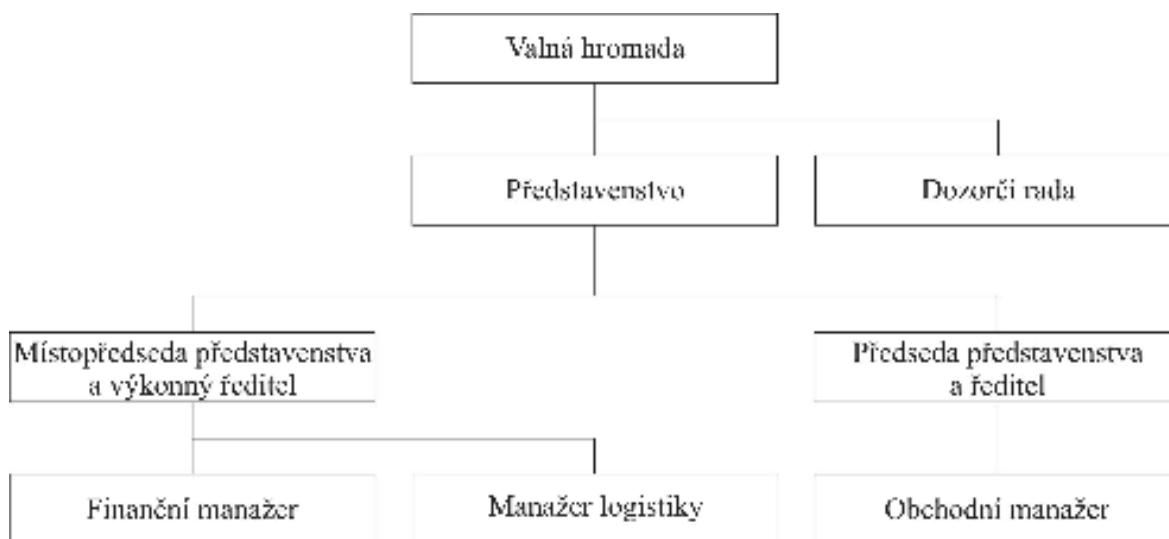 Valná hromada
Představenstvo
Dozorčí rada
Místopředseda představenstva
a výkonný ředitel
Předseda představenstva
a ředitel
Finanční manažer
Manažer logistiky
Obchodní manažer